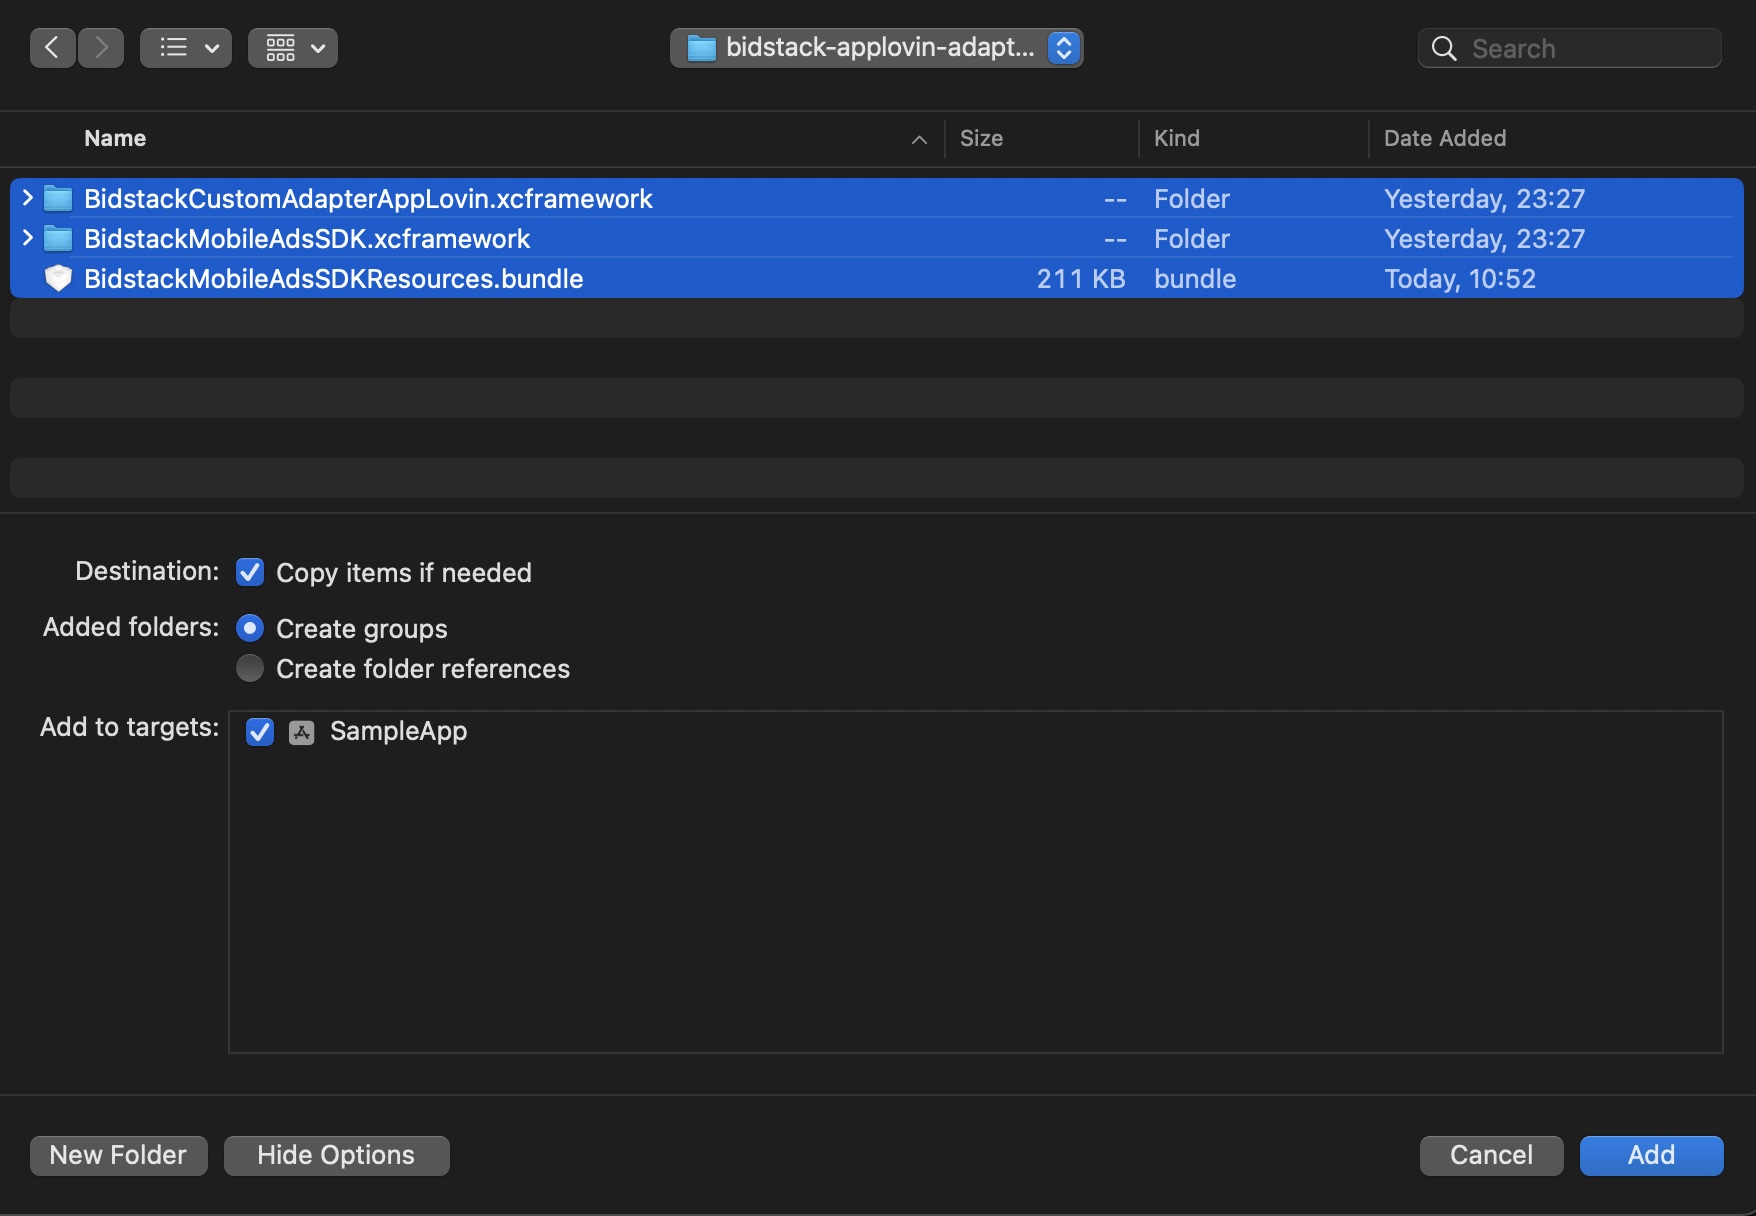 bidstack-applovin-adapt...
Search
Name Size Kind Date Added
BidstackCustomAdapterAppLovin.xcframework -- Folder Yesterday, 23:27
BidstackMobileAdsSDK.xcframework -- Folder Yesterday, 23:27
BidstackMobileAdsSDKResources.bundle 211 KB bundle Today, 10:52
Destination: Copy items if needed
Added folders: Create groups
Create folder references
Add to targets: SampleApp
New Folder Hide Options Cancel Add